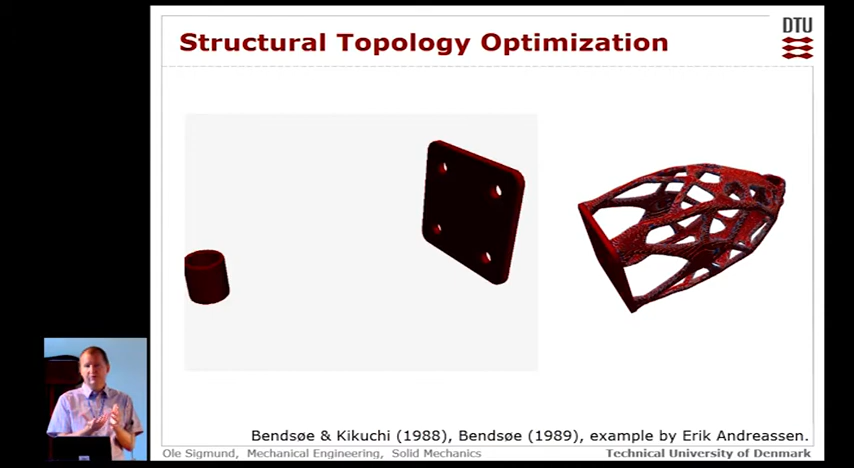 DTU
Structural Topology Optimization
Bendsøe & Kikuchi (1988), Bendsøe (1989), example by Erik Andreassen.
Ole Sigmund, Mechanical Engineering, Solid Mechanics
Technical University of Denmark